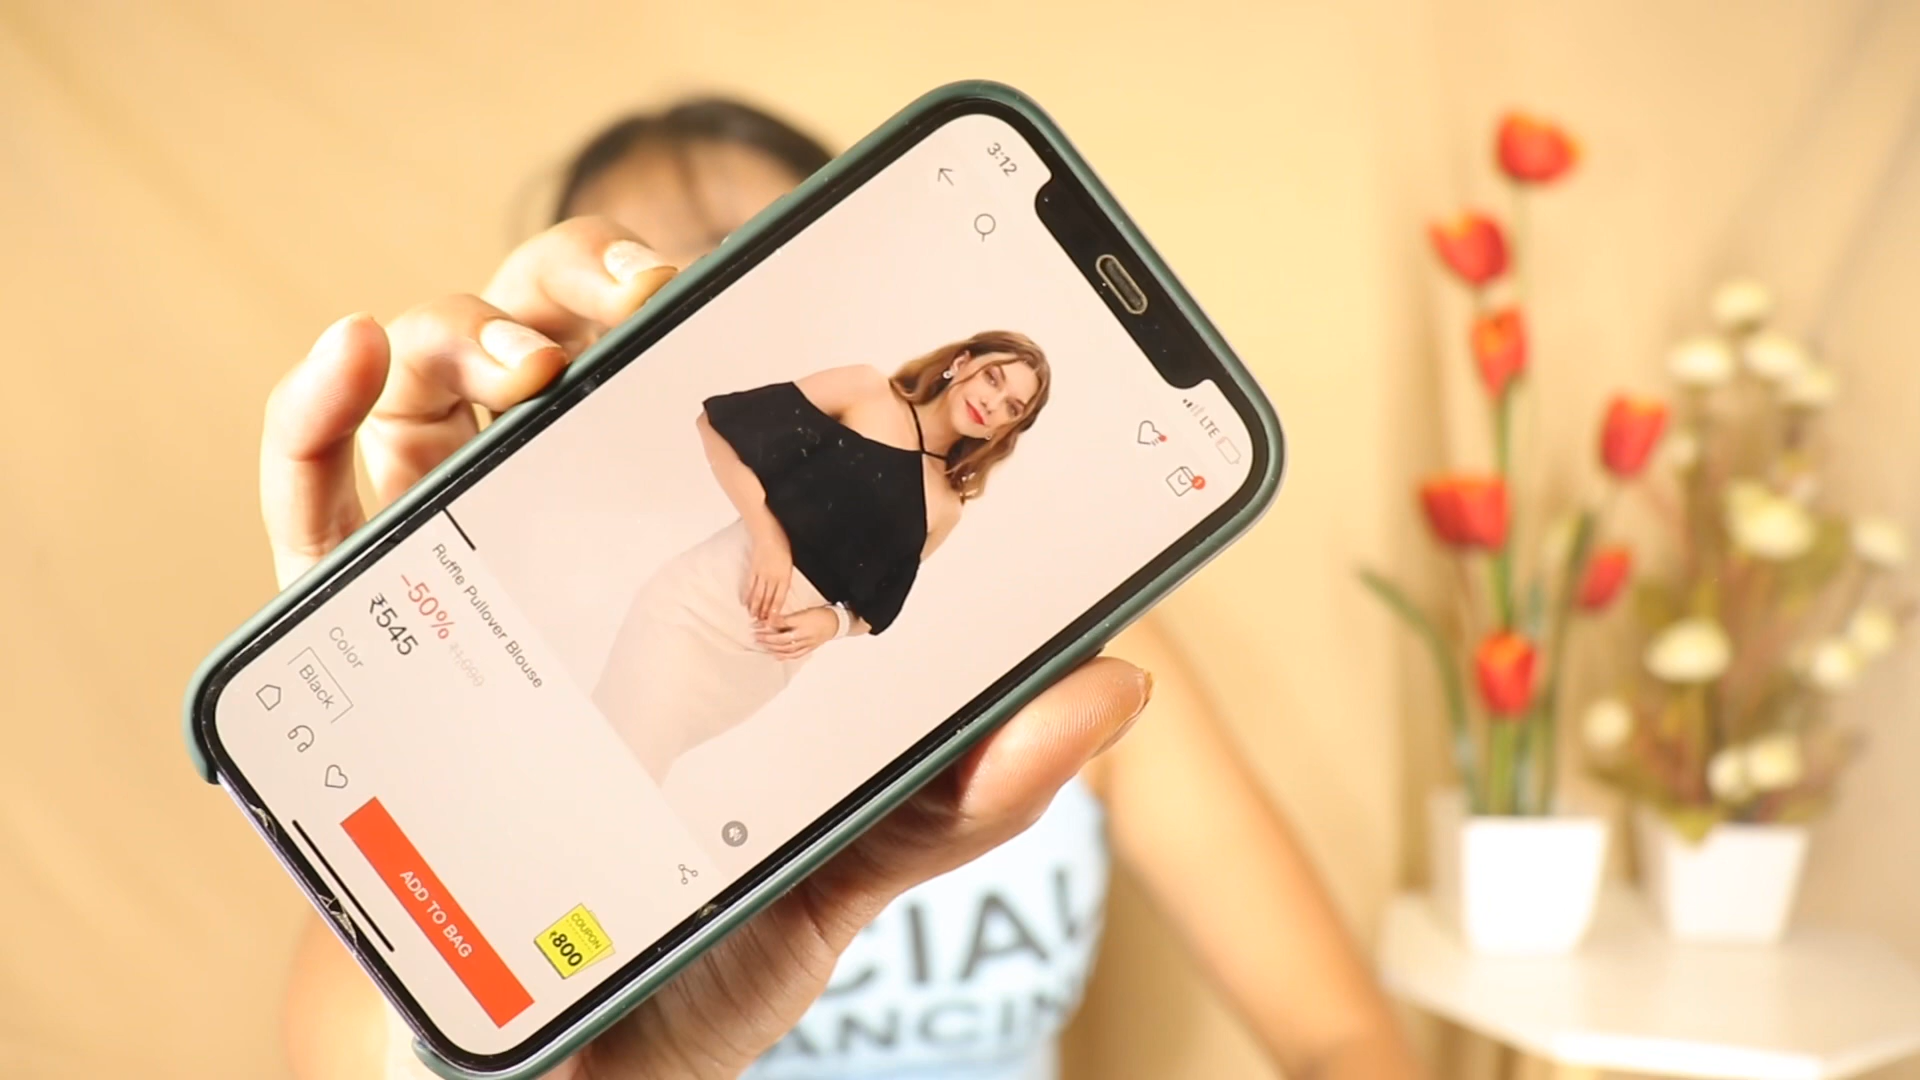 3:12
LTE
Ruffle Pullover Blouse
-50% ₹1,090
₹545
Color
Black
COUPON
₹800
ADD TO BAG
CIAL
ANCIN